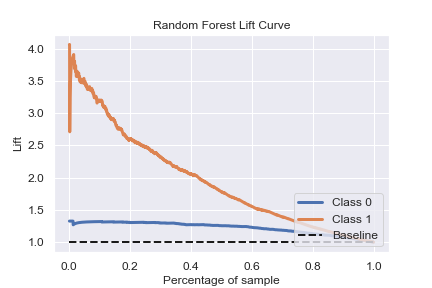 Random Forest Lift Curve
Lift
4.0
3.5
3.0
2.5
2.0
1.5
1.0
Class 0
Class 1
Baseline
0.0 0.2 0.4 0.6 0.8 1.0
Percentage of sample